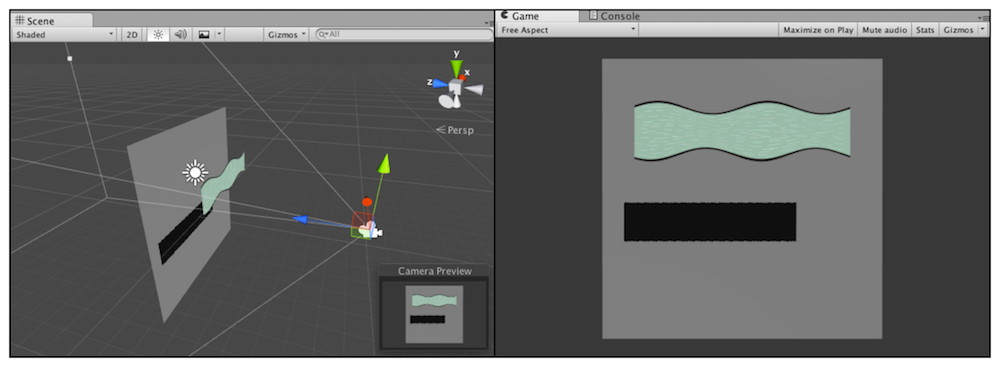 Scene
Shaded 2D Gizmos All
y
x
z
Persp
Camera Preview
Game Console
Free Aspect Maximize on Play Mute audio Stats Gizmos